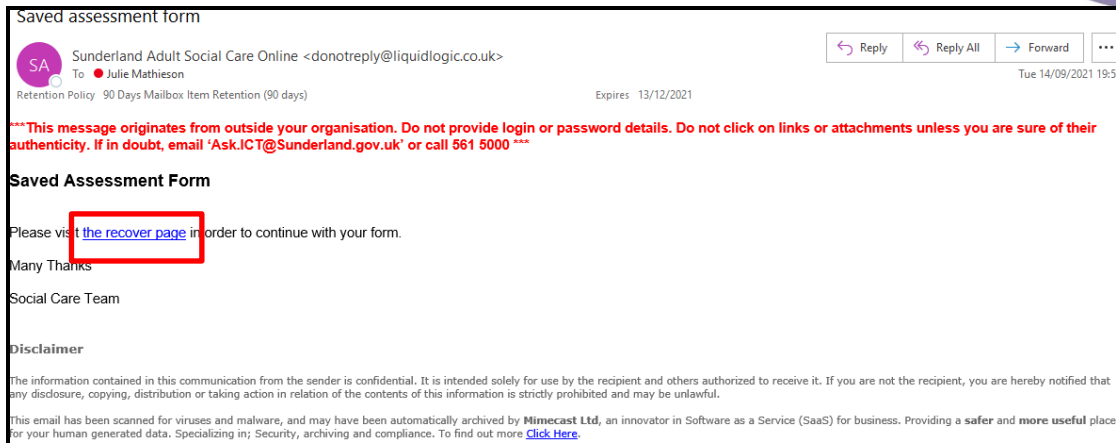 Saved assessment form
SA
Sunderland Adult Social Care Online <donotreply@liquidlogic.co.uk>
To Julie Mathieson
Reply Reply All Forward ...
Tue 14/09/2021 19:5
Retention Policy 90 Days Mailbox Item Retention (90 days) Expires 13/12/2021
***This message originates from outside your organisation. Do not provide login or password details. Do not click on links or attachments unless you are sure of their
authenticity. If in doubt, email ‘Ask.ICT@Sunderland.gov.uk’ or call 561 5000 ***
Saved Assessment Form
Please visit the recover page in order to continue with your form.
Many Thanks
Social Care Team
Disclaimer
The information contained in this communication from the sender is confidential. It is intended solely for use by the recipient and others authorized to receive it. If you are not the recipient, you are hereby notified that
any disclosure, copying, distribution or taking action in relation of the contents of this information is strictly prohibited and may be unlawful.
This email has been scanned for viruses and malware, and may have been automatically archived by Mimecast Ltd, an innovator in Software as a Service (SaaS) for business. Providing a safer and more useful place
for your human generated data. Specializing in; Security, archiving and compliance. To find out more Click Here.